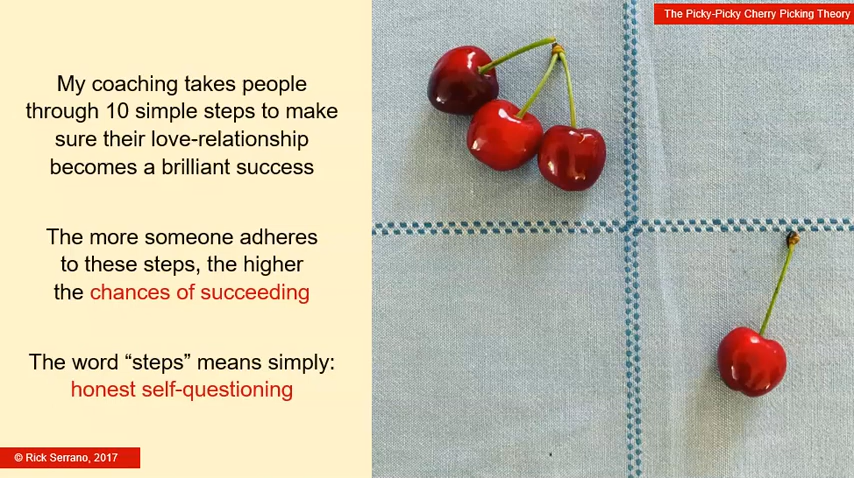 The Picky-Picky Cherry Picking Theory
My coaching takes people
through 10 simple steps to make
sure their love-relationship
becomes a brilliant success
The more someone adheres
to these steps, the higher
the chances of succeeding
The word “steps” means simply:
honest self-questioning
© Rick Serrano, 2017